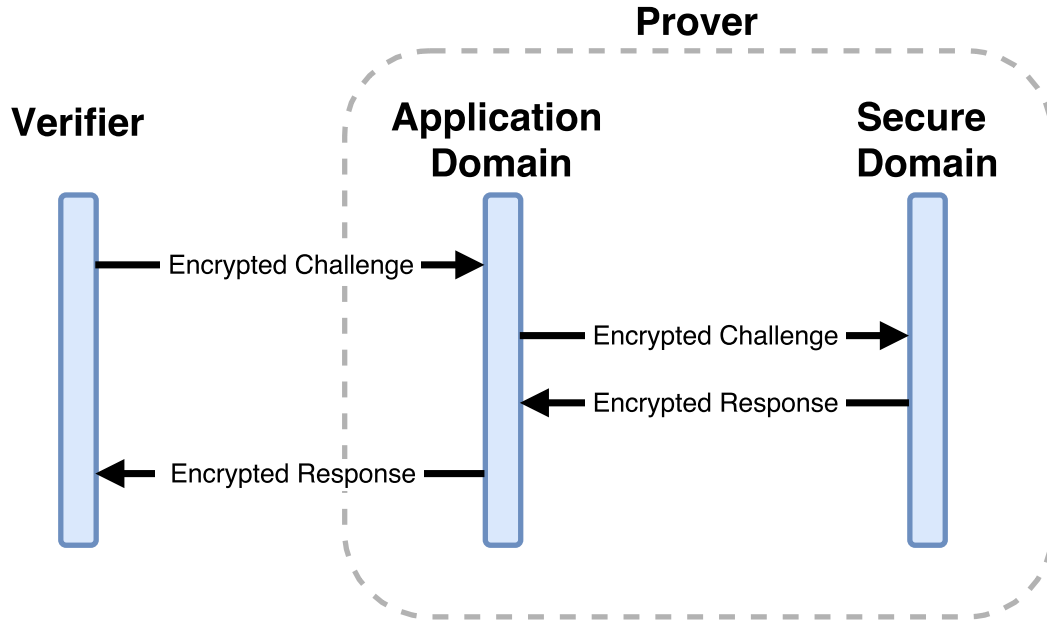 Prover
Verifier
Application
Domain
Secure
Domain
Encrypted Challenge
Encrypted Challenge
Encrypted Response
Encrypted Response